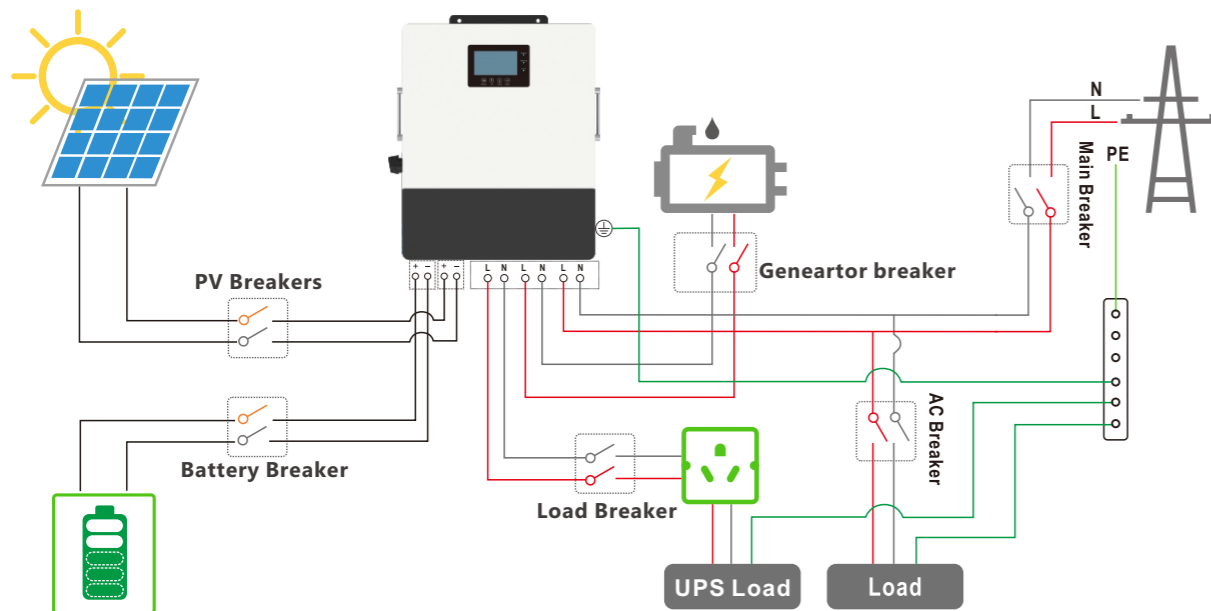 N
L
PE
Main Breaker
Geneartor breaker
+ − + −
L N L N L N
PV Breakers
AC Breaker
Battery Breaker
Load Breaker
UPS Load
Load